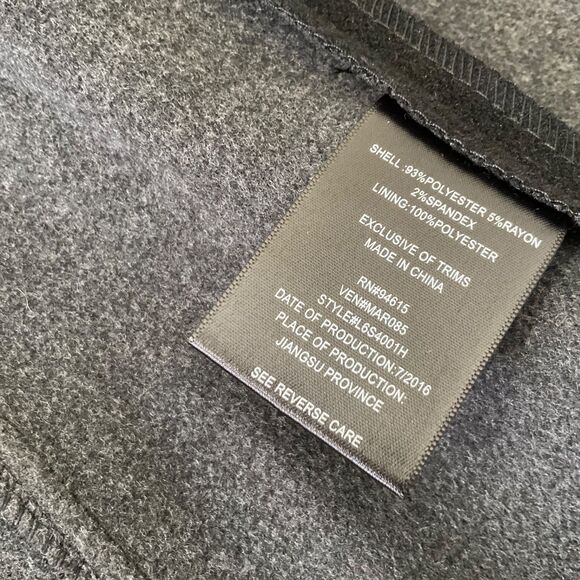 SHELL :93%POLYESTER 5%RAYON
2%SPANDEX
LINING:100%POLYESTER
EXCLUSIVE OF TRIMS
MADE IN CHINA
RN#94615
VEN#MAR085
STYLE#L6S4001H
DATE OF PRODUCTION:7/2016
PLACE OF PRODUCTION:
JIANGSU PROVINCE
SEE REVERSE CARE